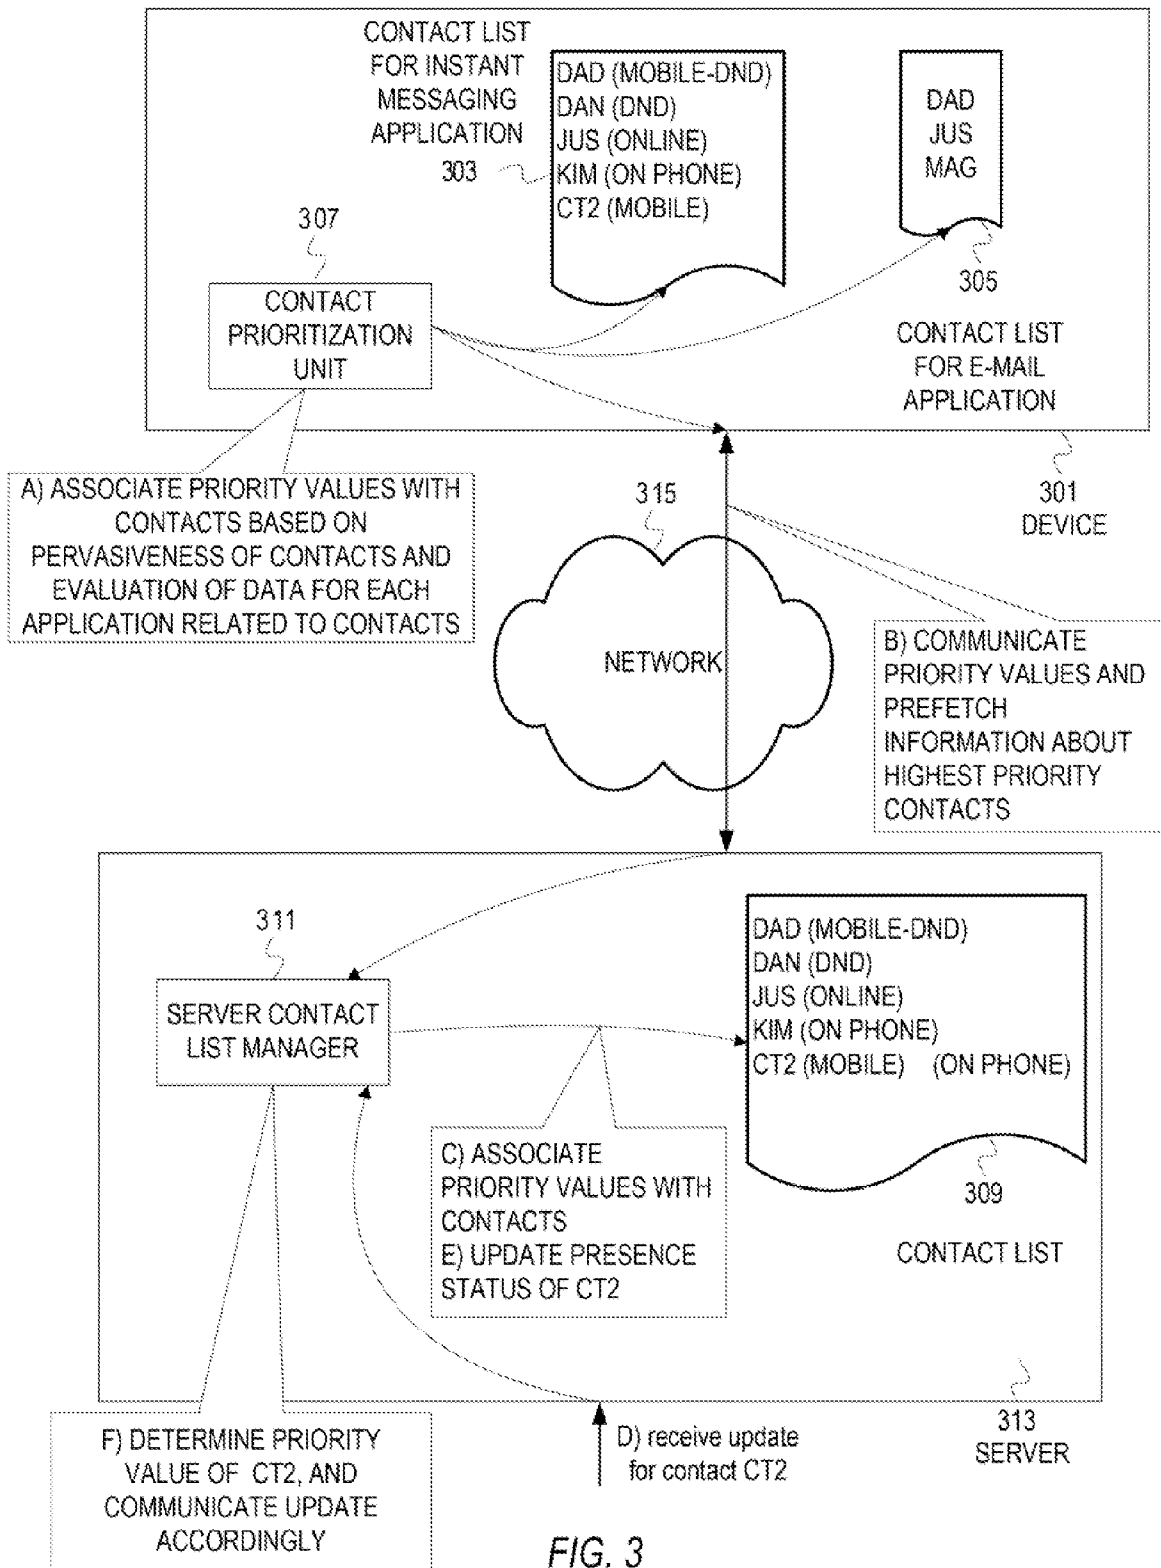 CONTACT LIST
FOR INSTANT
MESSAGING
APPLICATION
303
DAD (MOBILE-DND)
DAN (DND)
JUS (ONLINE)
KIM (ON PHONE)
CT2 (MOBILE)
DAD
JUS
MAG
305
CONTACT LIST
FOR E-MAIL
APPLICATION
307
CONTACT
PRIORITIZATION
UNIT
301
DEVICE
A) ASSOCIATE PRIORITY VALUES WITH
CONTACTS BASED ON
PERVASIVENESS OF CONTACTS AND
EVALUATION OF DATA FOR EACH
APPLICATION RELATED TO CONTACTS
315
NETWORK
B) COMMUNICATE
PRIORITY VALUES AND
PREFETCH
INFORMATION ABOUT
HIGHEST PRIORITY
CONTACTS
311
SERVER CONTACT
LIST MANAGER
DAD (MOBILE-DND)
DAN (DND)
JUS (ONLINE)
KIM (ON PHONE)
CT2 (MOBILE) (ON PHONE)
309
CONTACT LIST
C) ASSOCIATE
PRIORITY VALUES WITH
CONTACTS
E) UPDATE PRESENCE
STATUS OF CT2
313
SERVER
F) DETERMINE PRIORITY
VALUE OF CT2, AND
COMMUNICATE UPDATE
ACCORDINGLY
D) receive update
for contact CT2
FIG. 3